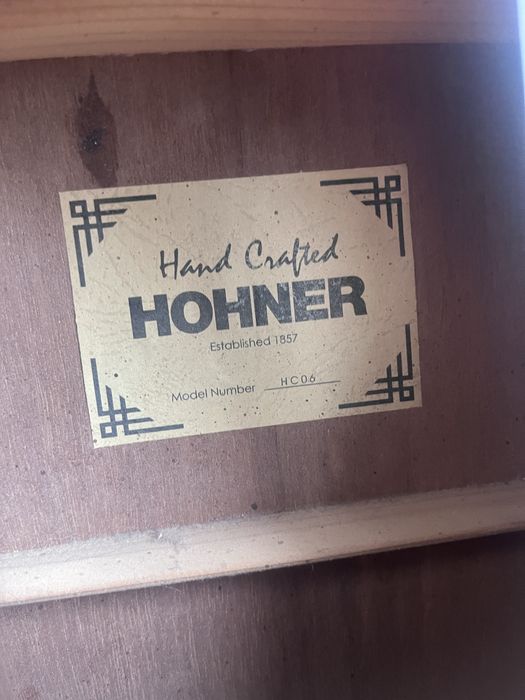 Hand Crafted
HOHNER
Established 1857
Model Number HC06